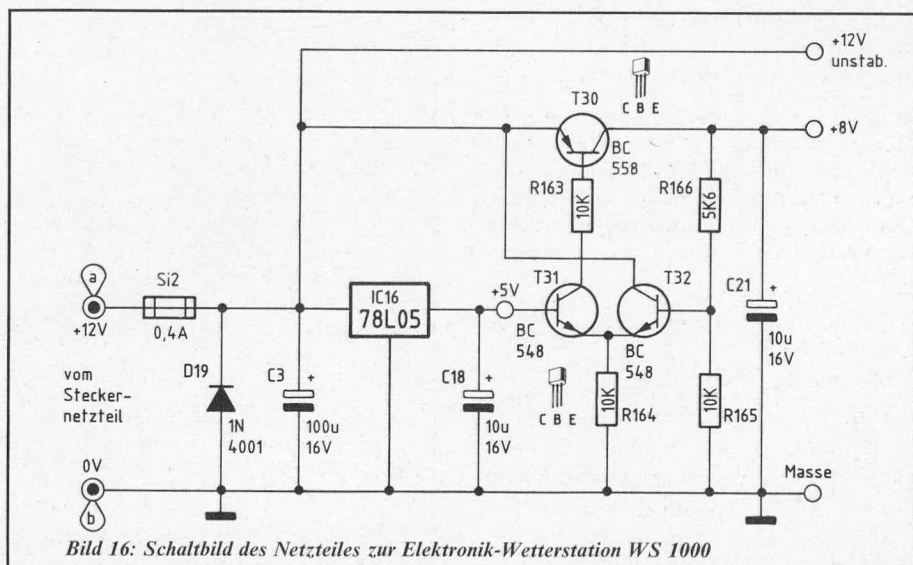 +12V
unstab.
C B E
T30
+8V
BC
558
R163
10K
R166
5K6
a
Si2
+12V
0,4A
IC16
78L05
+5V
T31
T32
C21
+
10u
16V
BC
548
BC
548
vom
Stecker-
netzteil
D19
1N
4001
C3
+
100u
16V
C18
+
10u
16V
C B E
10K
R164
10K
R165
0V
b
Masse
Bild 16: Schaltbild des Netzteiles zur Elektronik-Wetterstation WS 1000